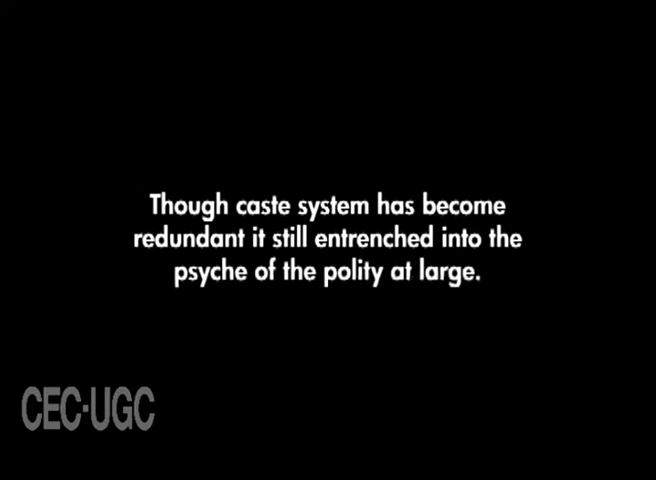 Though caste system has become
redundant it still entrenched into the
psyche of the polity at large.
CEC-UGC